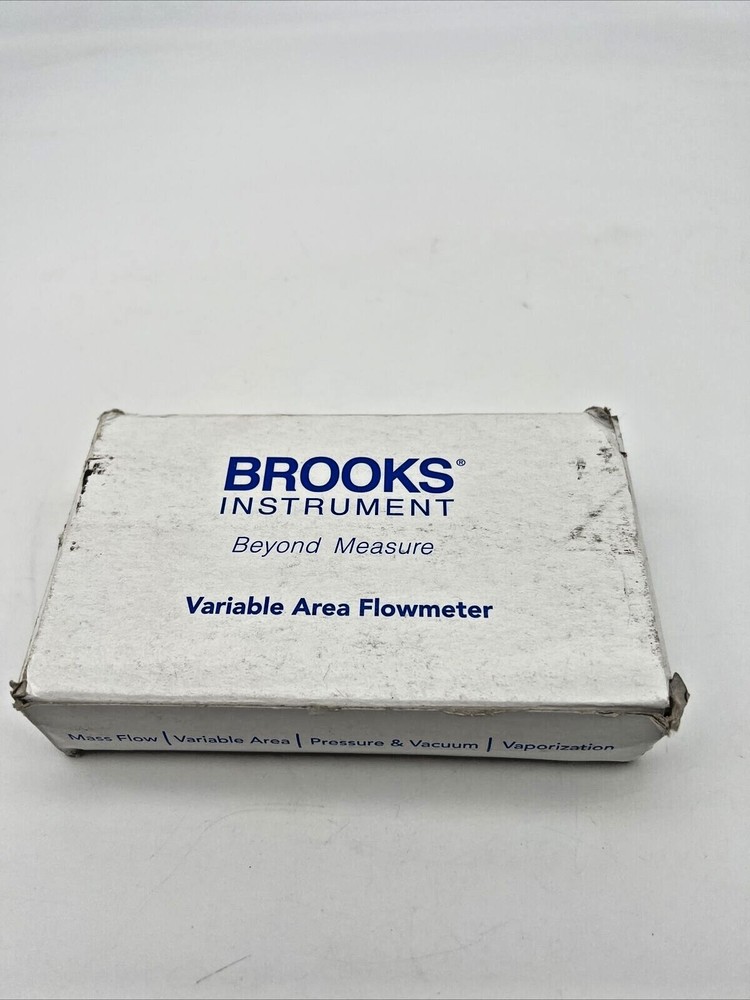 BROOKS®
INSTRUMENT
Beyond Measure
Variable Area Flowmeter
Mass Flow | Variable Area | Pressure & Vacuum | Vaporization